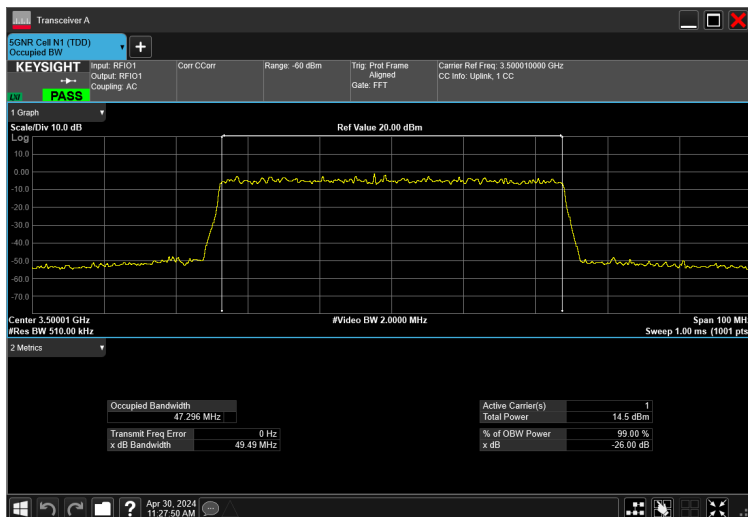 Transceiver A
5GNR Cell N1 (TDD)
Occupied BW
KEYSIGHT
LXI
PASS
Input: RFIO1
Output: RFIO1
Coupling: AC
Corr CCorr
Range: -60 dBm
Trig: Prot Frame
Aligned
Gate: FFT
Carrier Ref Freq: 3.500010000 GHz
CC Info: Uplink, 1 CC
1 Graph
Scale/Div 10.0 dB
Ref Value 20.00 dBm
Log
10.0
0.00
-10.0
-20.0
-30.0
-40.0
-50.0
-60.0
-70.0
Center 3.50001 GHz
#Video BW 2.0000 MHz
Span 100 MH
#Res BW 510.00 kHz
Sweep 1.00 ms (1001 pts
2 Metrics
Occupied Bandwidth
47.296 MHz
Transmit Freq Error 0 Hz
x dB Bandwidth 49.49 MHz
Active Carrier(s) 1
Total Power 14.5 dBm
% of OBW Power 99.00 %
x dB -26.00 dB
Apr 30, 2024
11:27:50 AM